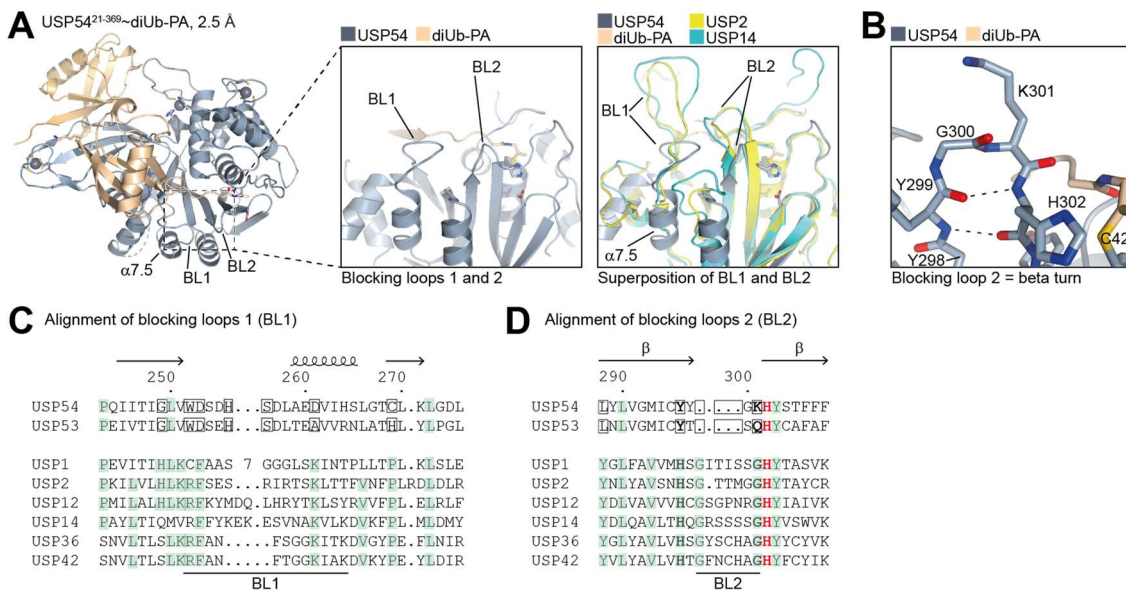 A
USP54²¹⁻³⁶⁹~diUb-PA, 2.5 Å
α7.5
BL1
BL2
USP54 diUb-PA
BL1
BL2
Blocking loops 1 and 2
USP54 USP2
diUb-PA USP14
BL2
BL1
α7.5
Superposition of BL1 and BL2
B
USP54 diUb-PA
K301
G300
Y299
H302
C42
Y298
Blocking loop 2 = beta turn
C Alignment of blocking loops 1 (BL1)
250 260 270
USP54 PQIITIGLVWDSDH...SDLAEDVIHSLGTCL.KLGDL
USP53 PEIVTIGLVWDSEH...SDLTEAVVRNLATHL.YLPGL
USP1 PEVITIHLKCFAAS 7 GGGLSKINTPLLTPL.KLSLE
USP2 PKILVLHLKRFSES...RIRTSKLTTFVNFPLRDLDLR
USP12 PMILALHLKRFKYMDQ.LHRYTKLSYRVVFPL.ELRLF
USP14 PAYLTIQMVRFFYKEK.ESVNAKVLKDVKFPL.MLDMY
USP36 SNVLTLSLKRFAN.....FSGGKITKDVGYPE.FLNIR
USP42 SNVLTLSLKRFAN.....FTGGKIAKDVKYPE.YLDIR
BL1
D Alignment of blocking loops 2 (BL2)
β β
290 300
USP54 LYLVGMICYY.....GKHYSTFFF
USP53 LNLVGMICYT.....SQHYCAFAF
USP1 YGLFAVVMHSGITISSGHYTASVK
USP2 YNLYAVSNHSG.TTMGGHYTAYCR
USP12 YDLVAVVVHCGSGPNRGHYIAIVK
USP14 YDLQAVLTHQGRSSSSGHYVSWVK
USP36 YGLYAVLVHSGYSCHAGHYYCYVK
USP42 YVLYAVLVHTGFNCHAGHYFCYIK
BL2